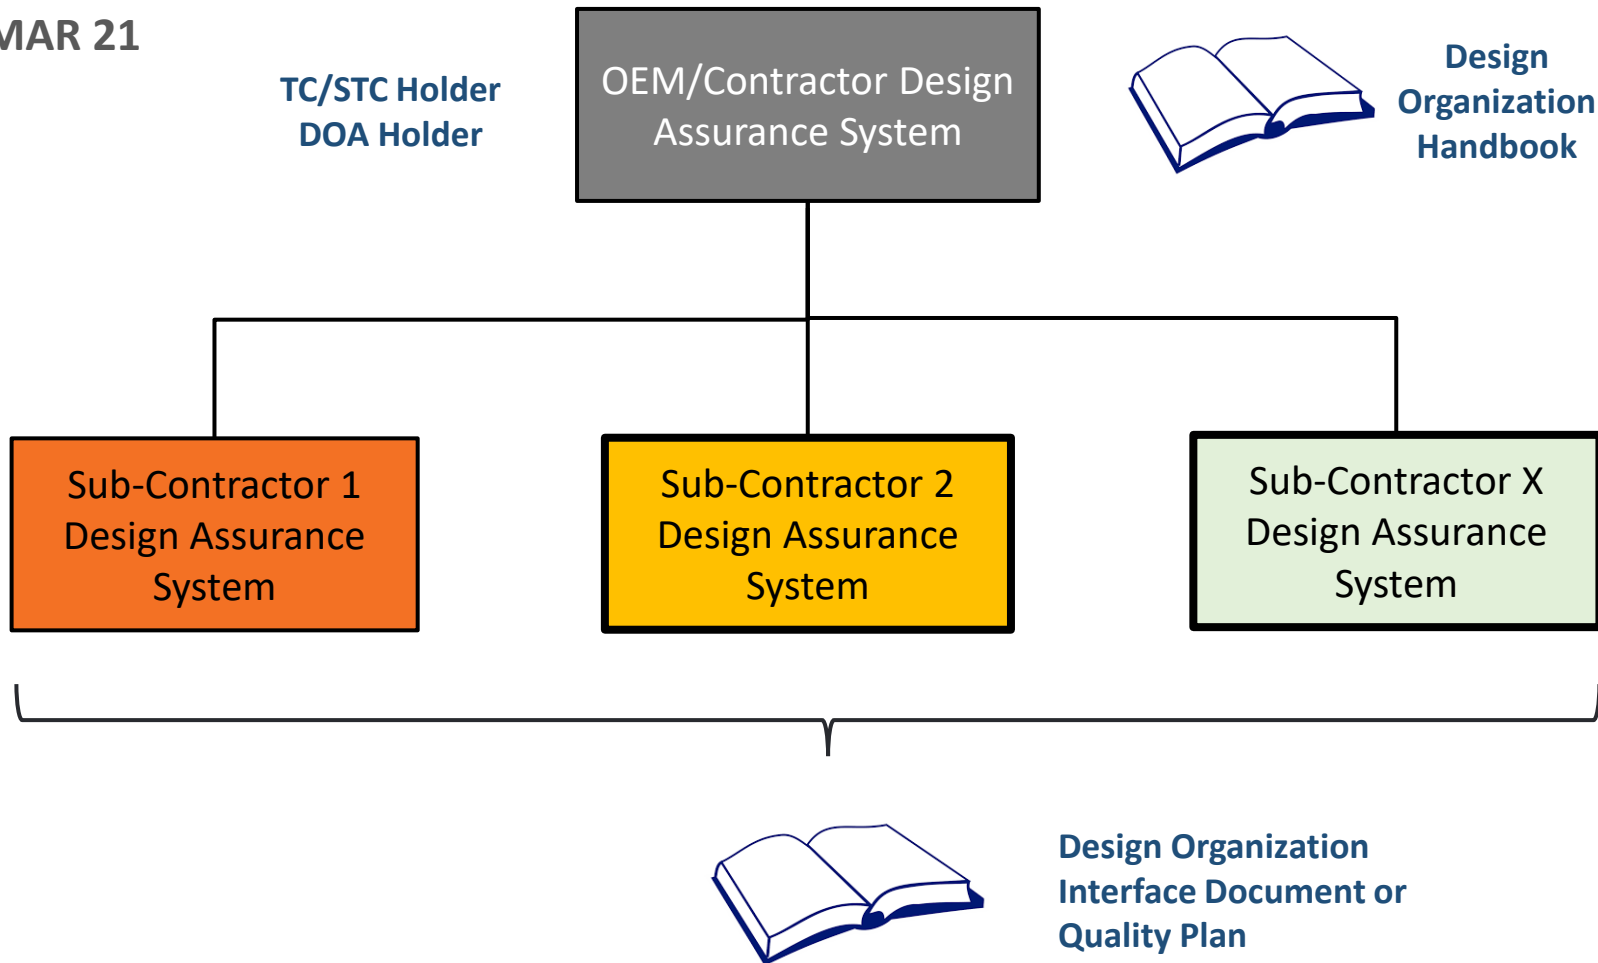 MAR 21
TC/STC Holder
DOA Holder
OEM/Contractor Design
Assurance System
Design
Organization
Handbook
Sub-Contractor 1
Design Assurance
System
Sub-Contractor 2
Design Assurance
System
Sub-Contractor X
Design Assurance
System
Design Organization
Interface Document or
Quality Plan